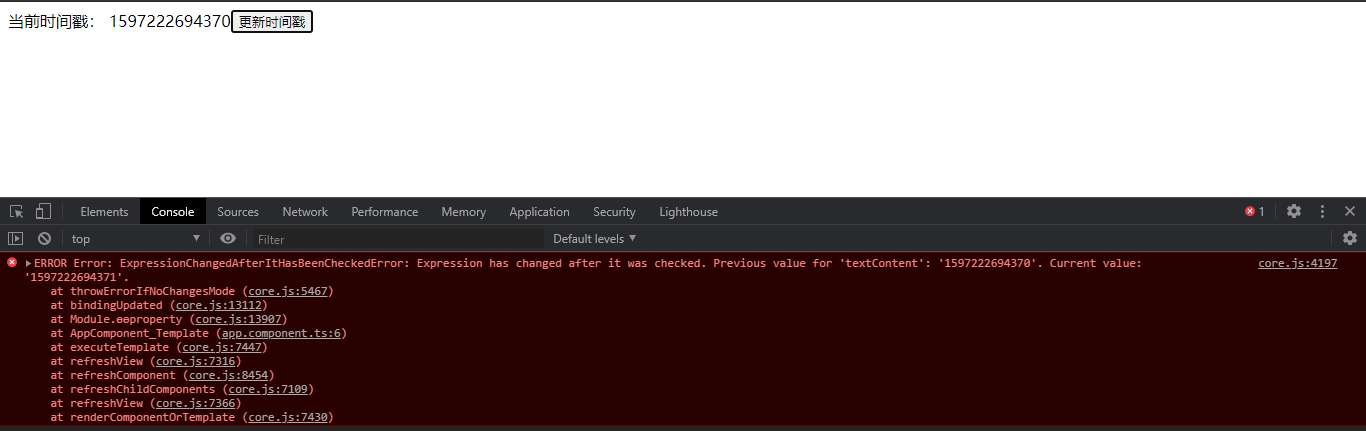 当前时间戳： 1597222694370 更新时间戳
Elements Console Sources Network Performance Memory Application Security Lighthouse 1
top Filter Default levels
ERROR Error: ExpressionChangedAfterItHasBeenCheckedError: Expression has changed after it was checked. Previous value for 'textContent': '1597222694370'. Current value: core.js:4197
'1597222694371'.
at throwErrorIfNoChangesMode (core.js:5467)
at bindingUpdated (core.js:13112)
at Module.ɵɵproperty (core.js:13907)
at AppComponent_Template (app.component.ts:6)
at executeTemplate (core.js:7447)
at refreshView (core.js:7316)
at refreshComponent (core.js:8454)
at refreshChildComponents (core.js:7109)
at refreshView (core.js:7366)
at renderComponentOrTemplate (core.js:7430)